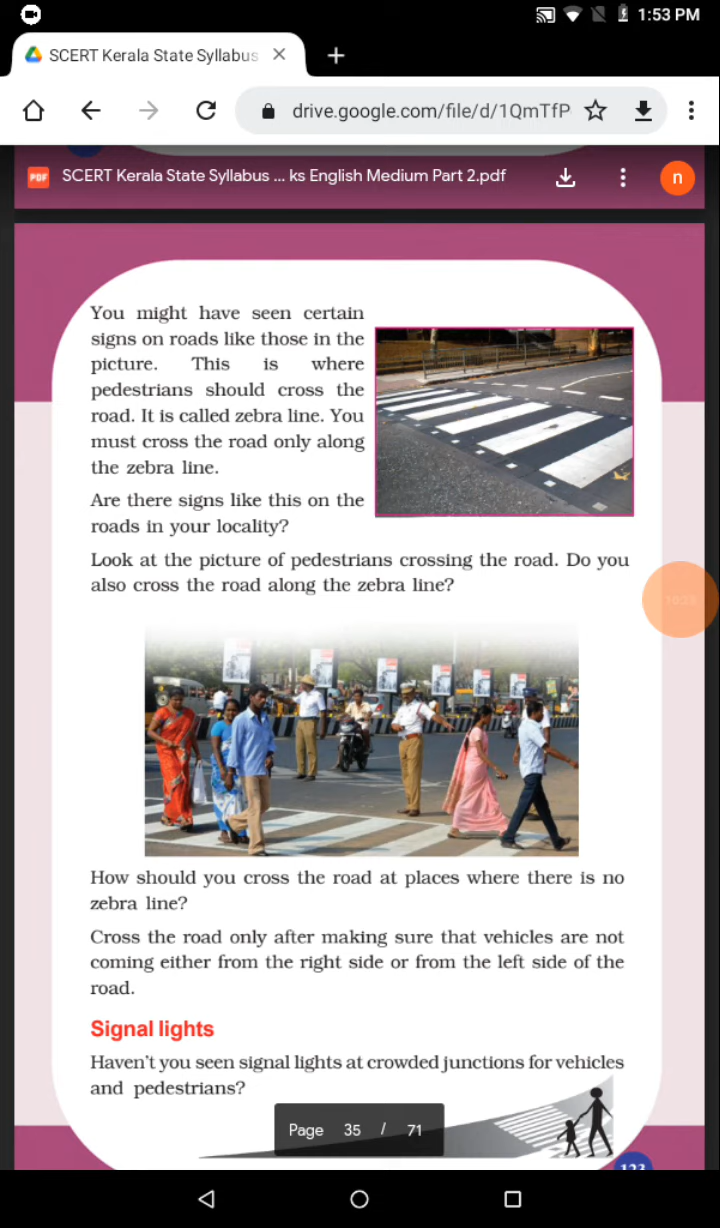 1:53 PM
SCERT Kerala State Syllabus
drive.google.com/file/d/1QmTfP
PDF SCERT Kerala State Syllabus ... ks English Medium Part 2.pdf n
You might have seen certain
signs on roads like those in the
picture. This is where
pedestrians should cross the
road. It is called zebra line. You
must cross the road only along
the zebra line.
Are there signs like this on the
roads in your locality?
Look at the picture of pedestrians crossing the road. Do you
also cross the road along the zebra line?
How should you cross the road at places where there is no
zebra line?
Cross the road only after making sure that vehicles are not
coming either from the right side or from the left side of the
road.
Signal lights
Haven't you seen signal lights at crowded junctions for vehicles
and pedestrians?
Page 35 / 71
123